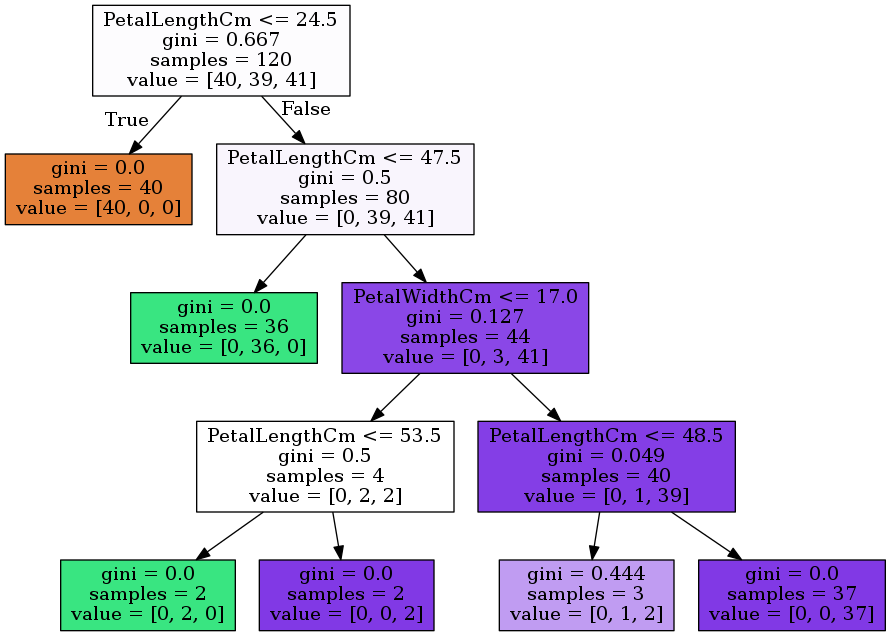 PetalLengthCm <= 24.5
gini = 0.667
samples = 120
value = [40, 39, 41]
True
False
gini = 0.0
samples = 40
value = [40, 0, 0]
PetalLengthCm <= 47.5
gini = 0.5
samples = 80
value = [0, 39, 41]
gini = 0.0
samples = 36
value = [0, 36, 0]
PetalWidthCm <= 17.0
gini = 0.127
samples = 44
value = [0, 3, 41]
PetalLengthCm <= 53.5
gini = 0.5
samples = 4
value = [0, 2, 2]
PetalLengthCm <= 48.5
gini = 0.049
samples = 40
value = [0, 1, 39]
gini = 0.0
samples = 2
value = [0, 2, 0]
gini = 0.0
samples = 2
value = [0, 0, 2]
gini = 0.444
samples = 3
value = [0, 1, 2]
gini = 0.0
samples = 37
value = [0, 0, 37]